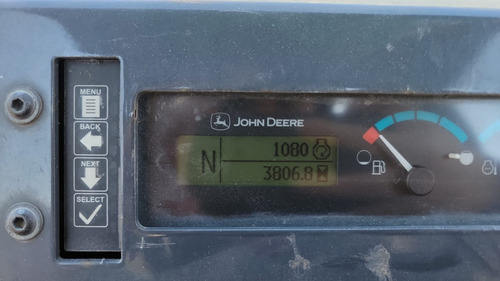 MENU
BACK
NEXT
SELECT
JOHN DEERE
N
1080
3806.8